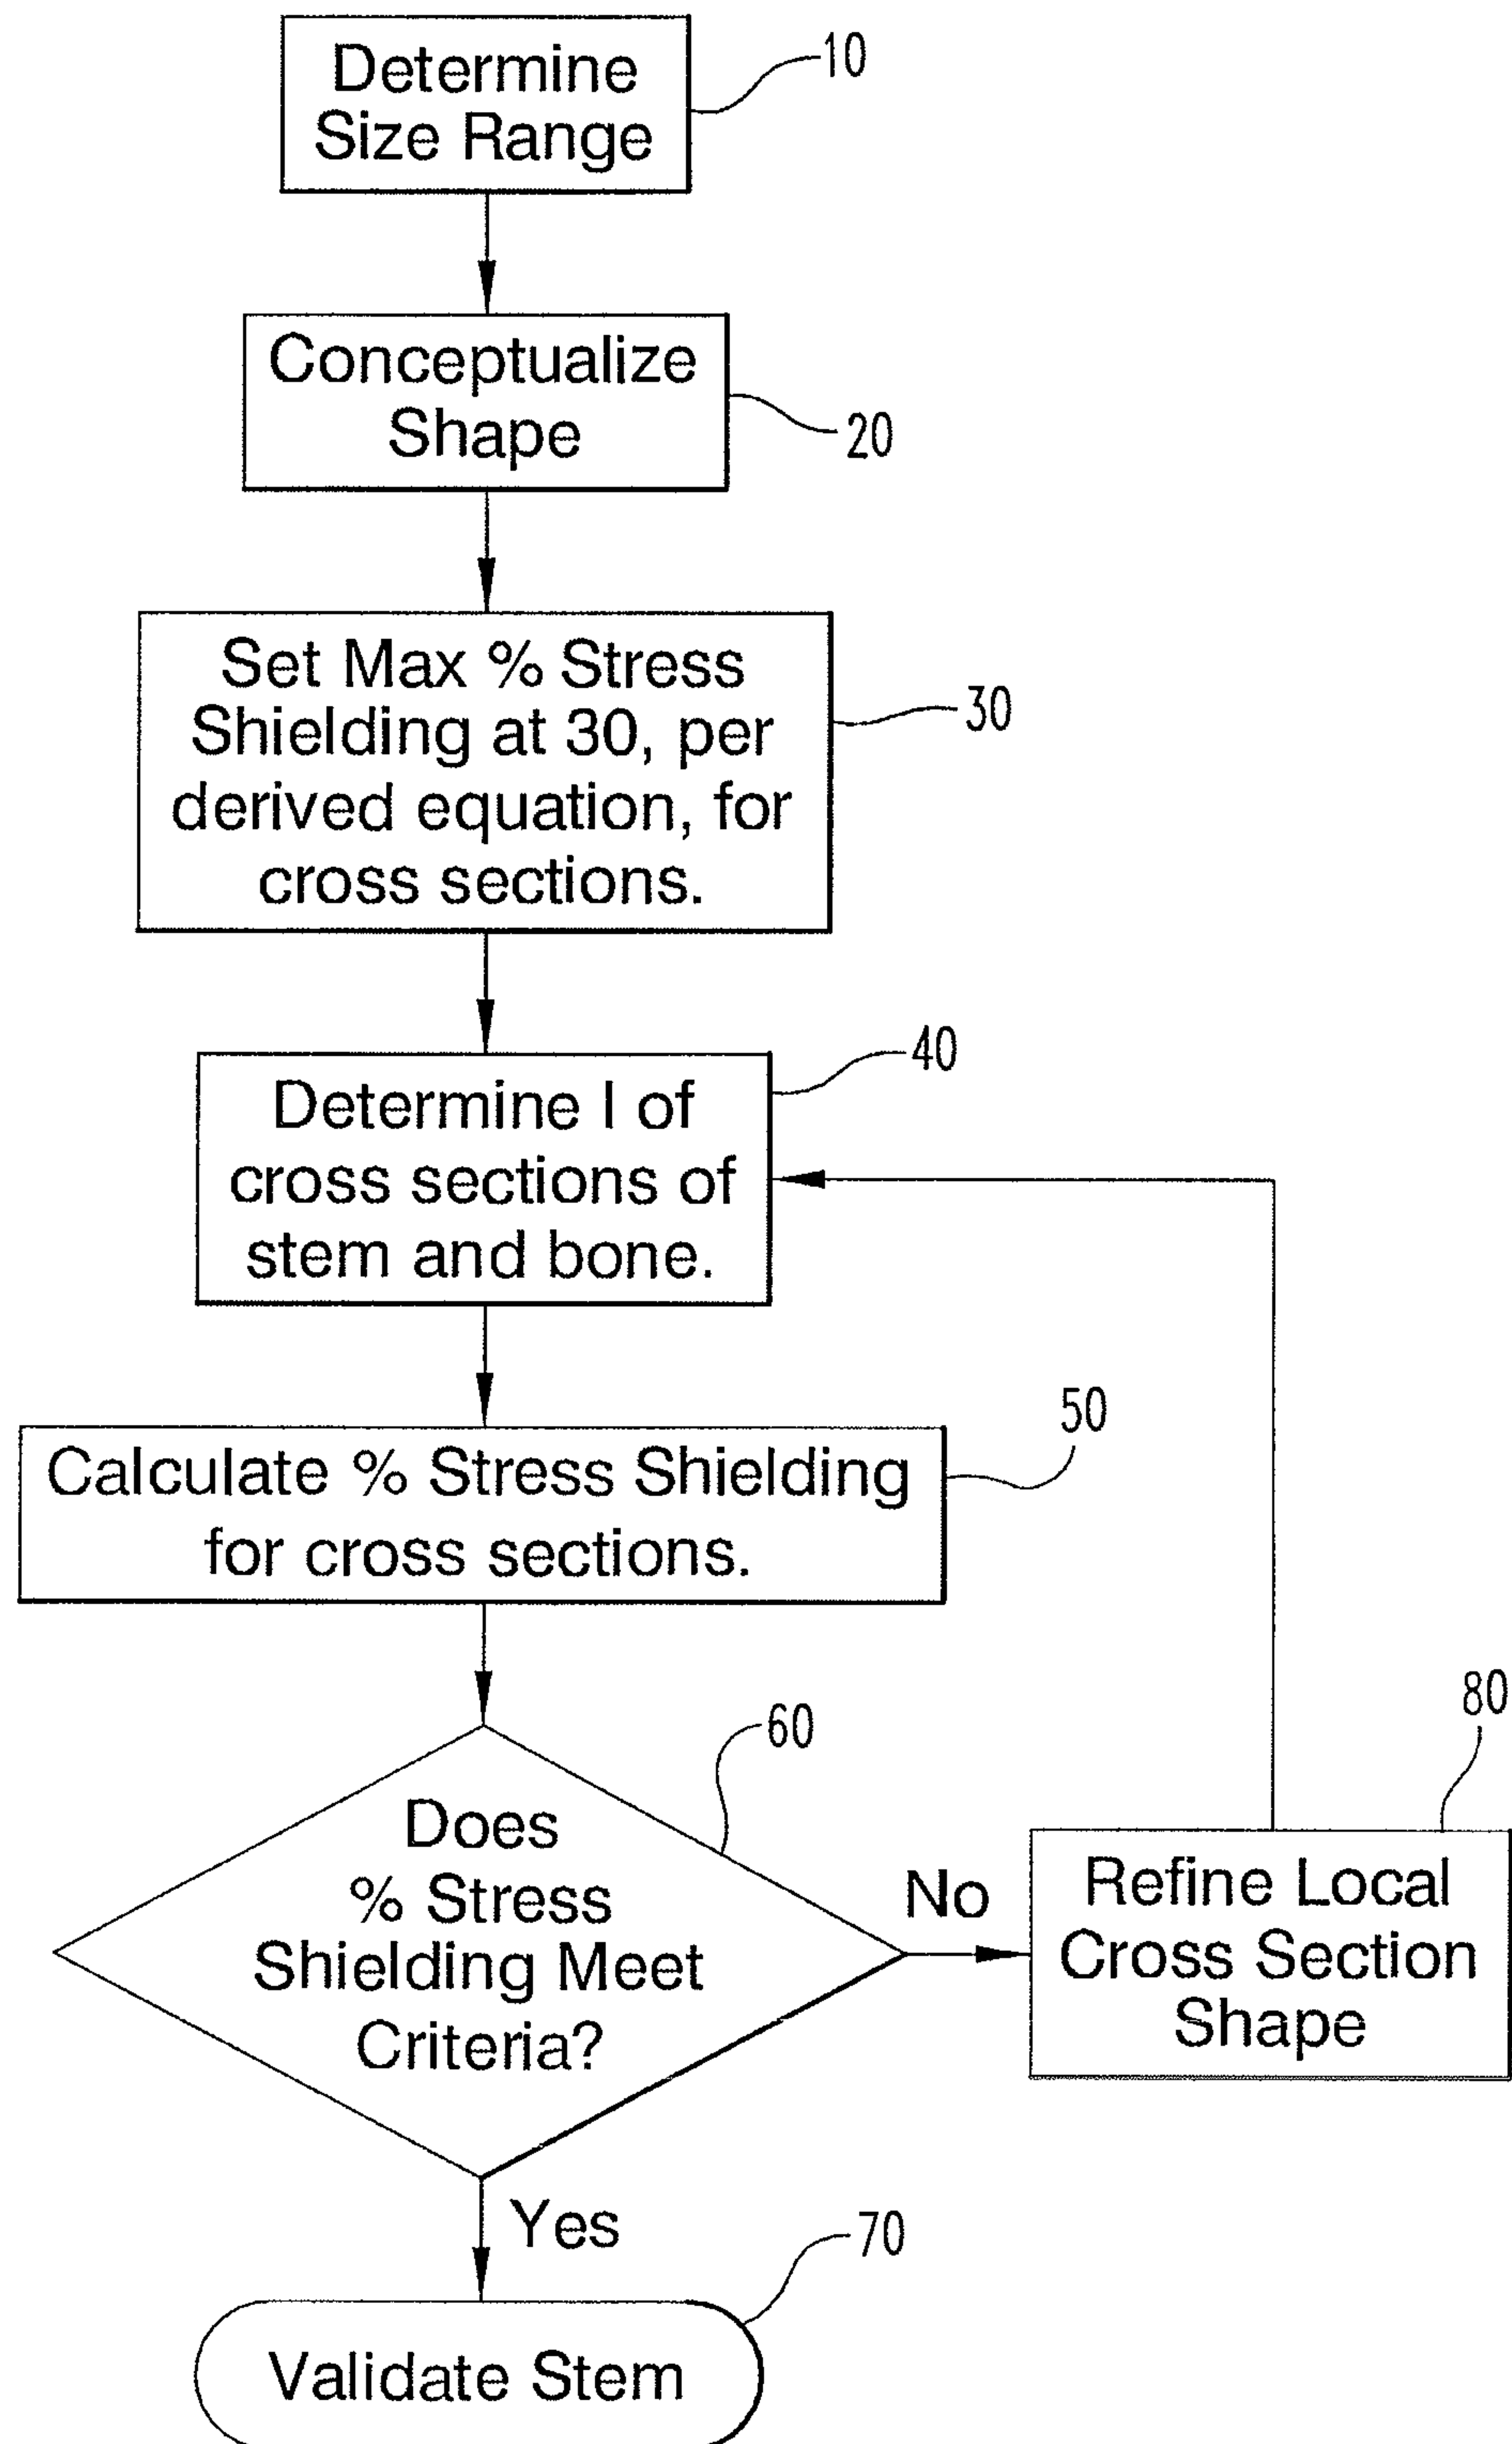 Determine
Size Range
10
Conceptualize
Shape
20
Set Max % Stress
Shielding at 30, per
derived equation, for
cross sections.
30
Determine I of
cross sections of
stem and bone.
40
Calculate % Stress Shielding
for cross sections.
50
Does
% Stress
Shielding Meet
Criteria?
60
No
Refine Local
Cross Section
Shape
80
Yes
Validate Stem
70